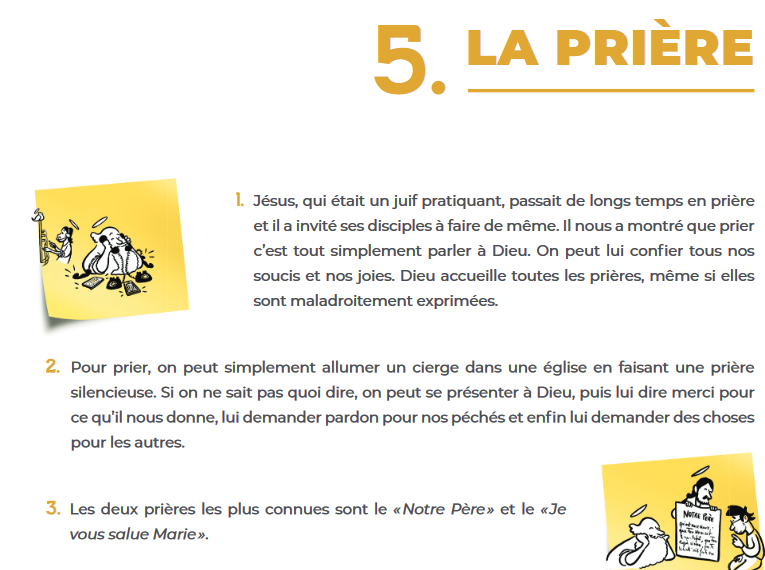 5. LA PRIÈRE
1. Jésus, qui était un juif pratiquant, passait de longs temps en prière
et il a invité ses disciples à faire de même. Il nous a montré que prier
c’est tout simplement parler à Dieu. On peut lui confier tous nos
soucis et nos joies. Dieu accueille toutes les prières, même si elles
sont maladroitement exprimées.
2. Pour prier, on peut simplement allumer un cierge dans une église en faisant une prière
silencieuse. Si on ne sait pas quoi dire, on peut se présenter à Dieu, puis lui dire merci pour
ce qu’il nous donne, lui demander pardon pour nos péchés et enfin lui demander des choses
pour les autres.
3. Les deux prières les plus connues sont le «Notre Père» et le «Je
vous salue Marie».
NOTRE PÈRE